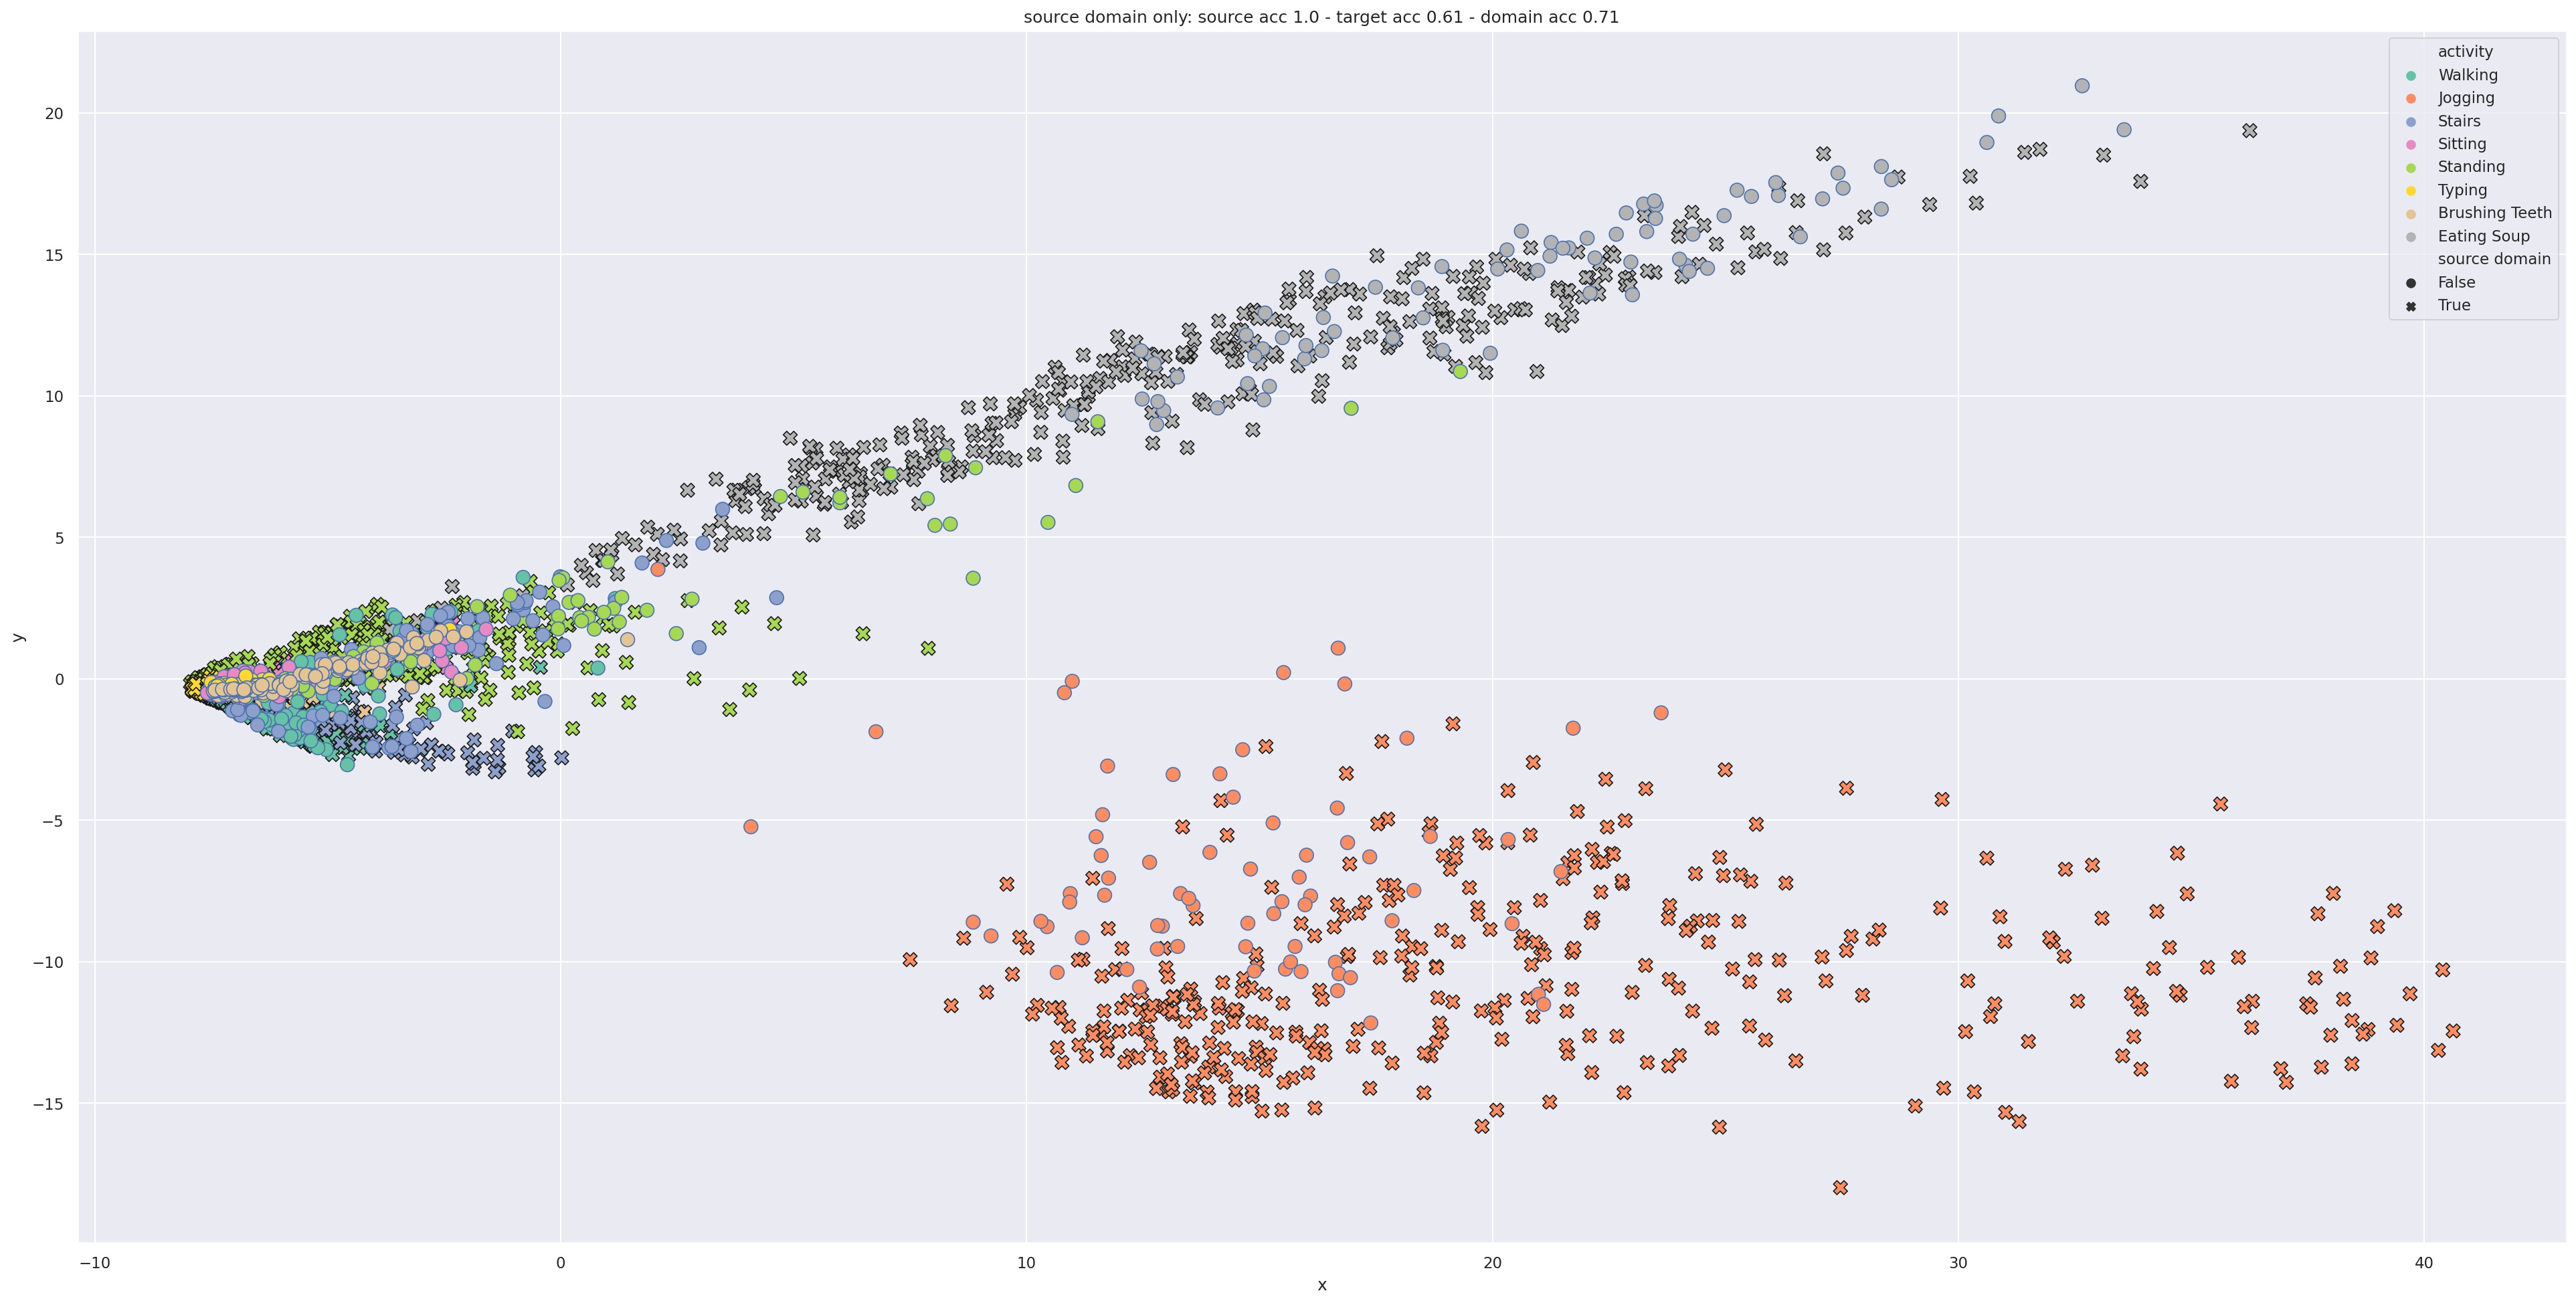 source domain only: source acc 1.0 - target acc 0.61 - domain acc 0.71
activity
Walking
Jogging
Stairs
Sitting
Standing
Typing
Brushing Teeth
Eating Soup
source domain
False
True
20
15
10
5
0
−5
−10
−15
y
−10 0 10 20 30 40
x